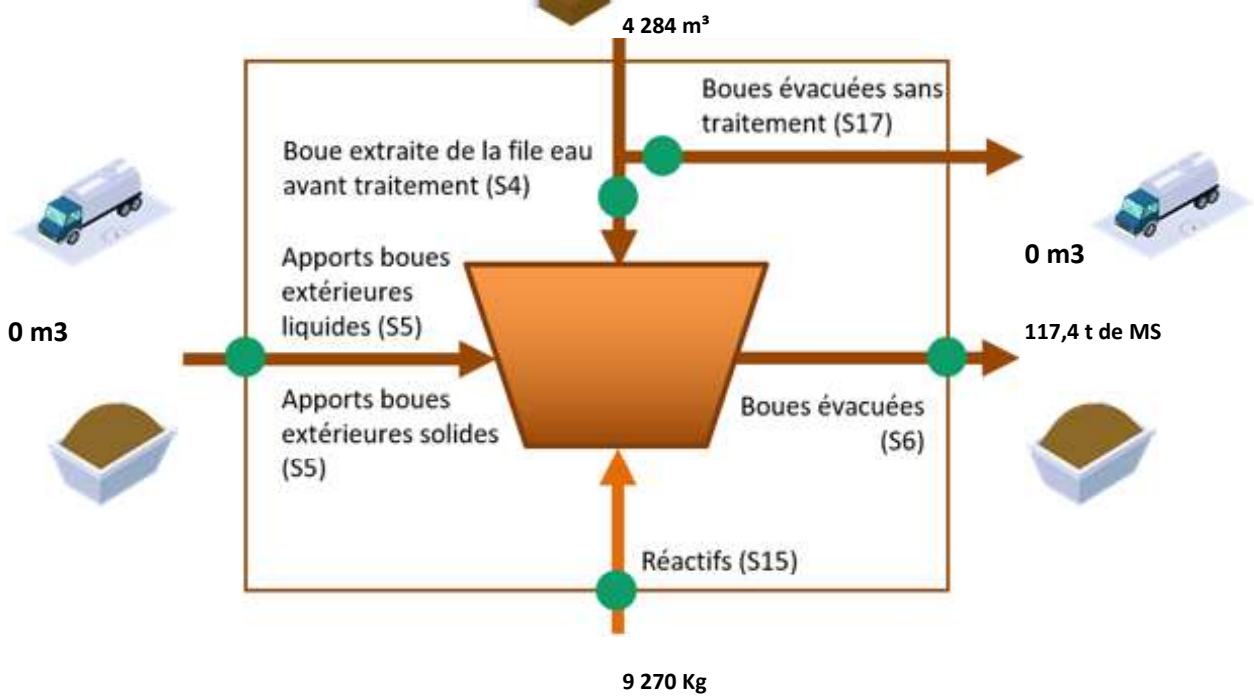 4 284 m³
Boues évacuées sans
traitement (S17)
Boue extraite de la file eau
avant traitement (S4)
0 m3
Apports boues
extérieures
liquides (S5)
0 m3
117,4 t de MS
Apports boues
extérieures solides
(S5)
Boues évacuées
(S6)
Réactifs (S15)
9 270 Kg